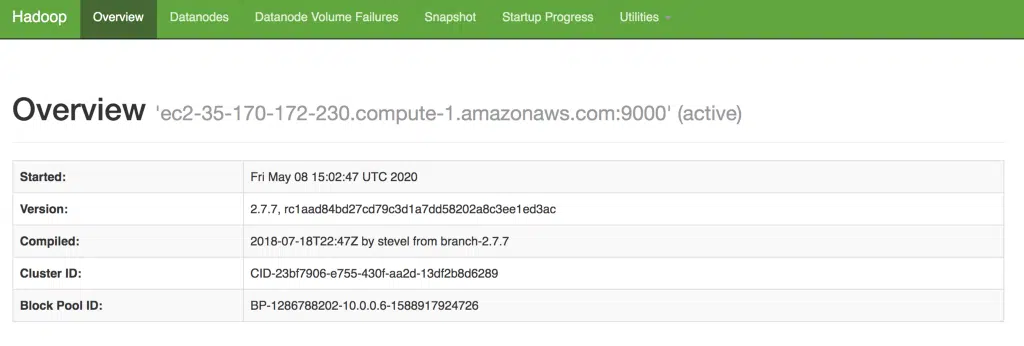 Hadoop Overview Datanodes Datanode Volume Failures Snapshot Startup Progress Utilities
Overview 'ec2-35-170-172-230.compute-1.amazonaws.com:9000' (active)
Started: Fri May 08 15:02:47 UTC 2020
Version: 2.7.7, rc1aad84bd27cd79c3d1a7dd58202a8c3ee1ed3ac
Compiled: 2018-07-18T22:47Z by stevel from branch-2.7.7
Cluster ID: CID-23bf7906-e755-430f-aa2d-13df2b8d6289
Block Pool ID: BP-1286788202-10.0.0.6-1588917924726